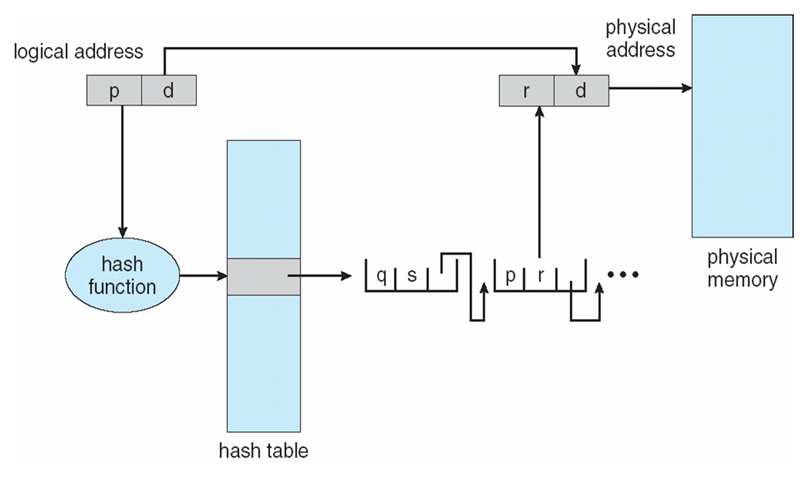 logical address
physical
address
p d
r d
hash
function
q s
p r
•••
physical
memory
hash table